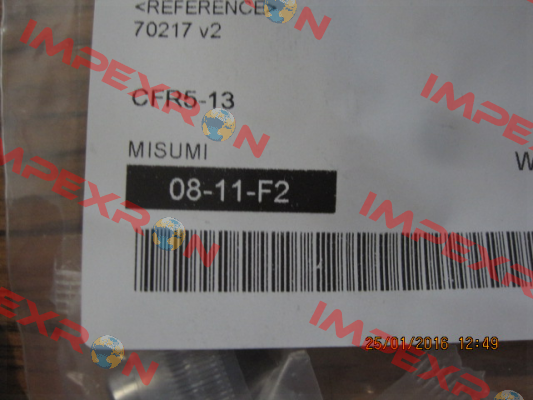 <REFERENCE>
70217 v2
CFR5-13
MISUMI
W
08-11-F2
25/01/2016 12:49
IMPEXRON
IMPEXRON
IMPEXRON
IMPEXRON
IMPEXRON
IMPEXRON